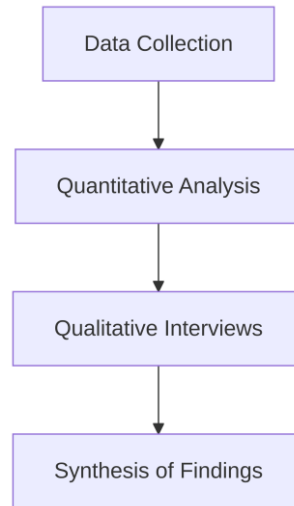 Data Collection
Quantitative Analysis
Qualitative Interviews
Synthesis of Findings